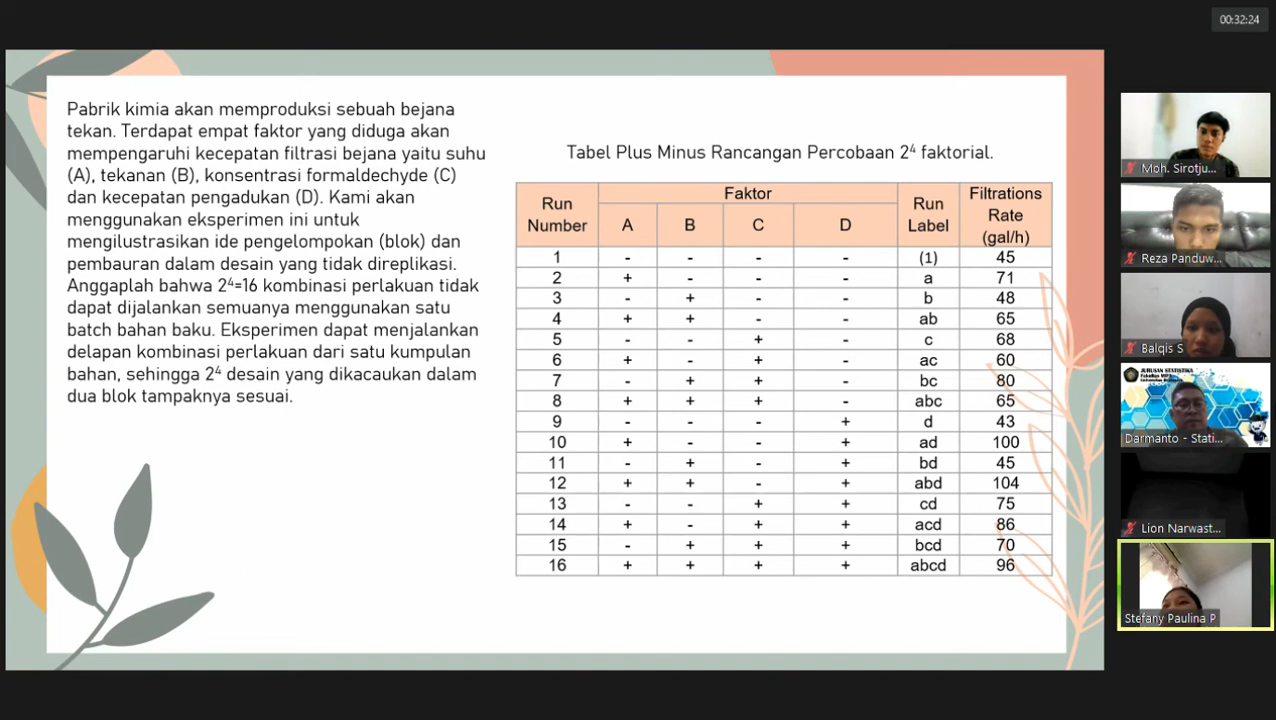 00:32:24
Pabrik kimia akan memproduksi sebuah bejana
tekan. Terdapat empat faktor yang diduga akan
mempengaruhi kecepatan filtrasi bejana yaitu suhu
(A), tekanan (B), konsentrasi formaldechyde (C)
dan kecepatan pengadukan (D). Kami akan
menggunakan eksperimen ini untuk
mengilustrasikan ide pengelompokan (blok) dan
pembauran dalam desain yang tidak direplikasi.
Anggaplah bahwa 2⁴=16 kombinasi perlakuan tidak
dapat dijalankan semuanya menggunakan satu
batch bahan baku. Eksperimen dapat menjalankan
delapan kombinasi perlakuan dari satu kumpulan
bahan, sehingga 2⁴ desain yang dikacaukan dalam
dua blok tampaknya sesuai.
Tabel Plus Minus Rancangan Percobaan 2⁴ faktorial.
Run Number Faktor Run Label Filtrations Rate (gal/h)
A B C D
1 - - - - (1) 45
2 + - - - a 71
3 - + - - b 48
4 + + - - ab 65
5 - - + - c 68
6 + - + - ac 60
7 - + + - bc 80
8 + + + - abc 65
9 - - - + d 43
10 + - - + ad 100
11 - + - + bd 45
12 + + - + abd 104
13 - - + + cd 75
14 + - + + acd 86
15 - + + + bcd 70
16 + + + + abcd 96
Moh. Sirotju...
Reza Panduw...
Balqis S
JURUSAN STATISTIKA
Darmanto - Stati...
Lion Narwast...
Stefany Paulina P